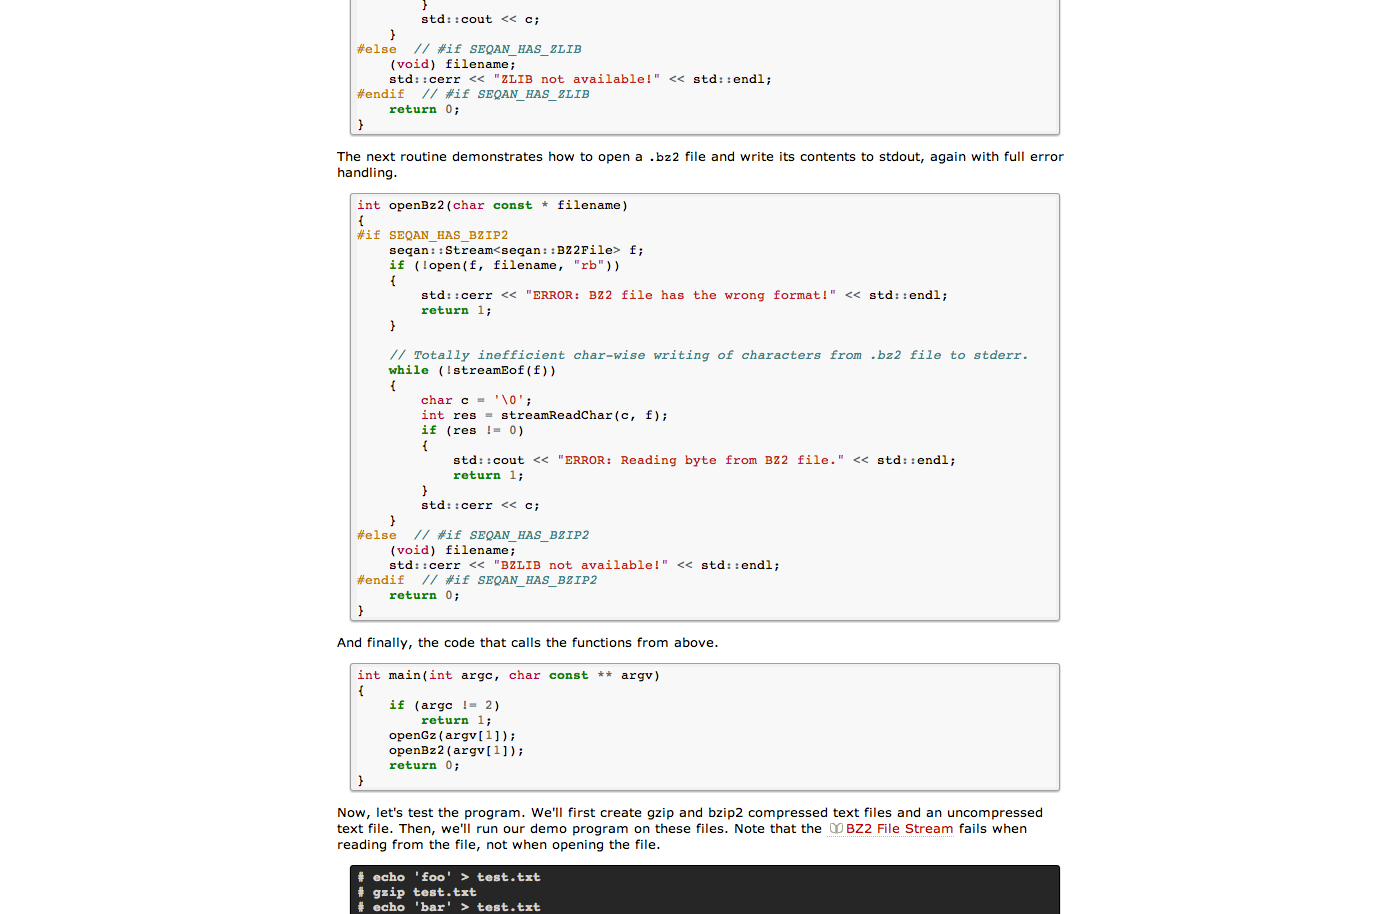 }
        std::cout << c;
    }
#else  // #if SEQAN_HAS_ZLIB
    (void) filename;
    std::cerr << "ZLIB not available!" << std::endl;
#endif  // #if SEQAN_HAS_ZLIB
    return 0;
}
The next routine demonstrates how to open a .bz2 file and write its contents to stdout, again with full error
handling.
int openBz2(char const * filename)
{
#if SEQAN_HAS_BZIP2
    seqan::Stream<seqan::BZ2File> f;
    if (!open(f, filename, "rb"))
    {
        std::cerr << "ERROR: BZ2 file has the wrong format!" << std::endl;
        return 1;
    }
    // Totally inefficient char-wise writing of characters from .bz2 file to stderr.
    while (!streamEof(f))
    {
        char c = '\0';
        int res = streamReadChar(c, f);
        if (res != 0)
        {
            std::cout << "ERROR: Reading byte from BZ2 file." << std::endl;
            return 1;
        }
        std::cerr << c;
    }
#else  // #if SEQAN_HAS_BZIP2
    (void) filename;
    std::cerr << "BZLIB not available!" << std::endl;
#endif  // #if SEQAN_HAS_BZIP2
    return 0;
}
And finally, the code that calls the functions from above.
int main(int argc, char const ** argv)
{
    if (argc != 2)
        return 1;
    openGz(argv[1]);
    openBz2(argv[1]);
    return 0;
}
Now, let's test the program. We'll first create gzip and bzip2 compressed text files and an uncompressed
text file. Then, we'll run our demo program on these files. Note that the BZ2 File Stream fails when
reading from the file, not when opening the file.
# echo 'foo' > test.txt
# gzip test.txt
# echo 'bar' > test.txt